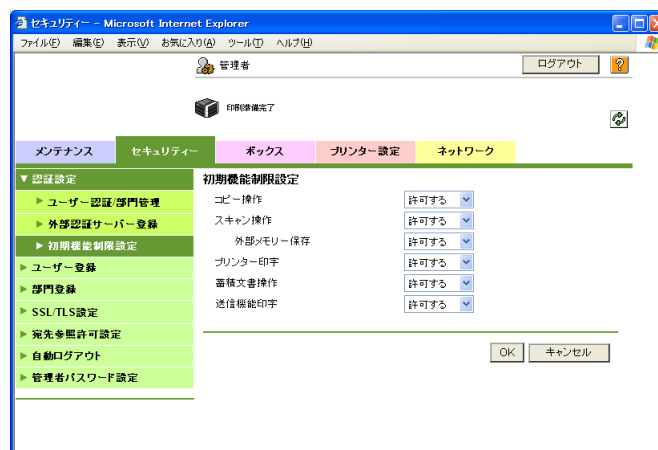 セキュリティー - Microsoft Internet Explorer
ファイル(F) 編集(E) 表示(V) お気に入り(A) ツール(T) ヘルプ(H)
管理者 ログアウト ?
印刷準備完了
メンテナンス セキュリティー ボックス プリンター設定 ネットワーク
▼認証設定
▶ユーザー認証/部門管理
▶外部認証サーバー登録
▶初期機能制限設定
▶ユーザー登録
▶部門登録
▶SSL/TLS設定
▶宛先参照許可設定
▶自動ログアウト
▶管理者パスワード設定
初期機能制限設定
コピー操作 許可する
スキャン操作 許可する
外部メモリー保存 許可する
プリンター印字 許可する
蓄積文書操作 許可する
送信機能印字 許可する
OK キャンセル